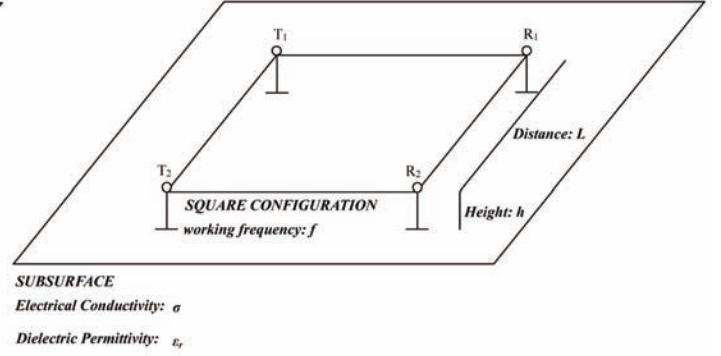 T₁
R₁
Distance: L
T₂
R₂
SQUARE CONFIGURATION
Height: h
working frequency: f
SUBSURFACE
Electrical Conductivity: σ
Dielectric Permittivity: εᵣ